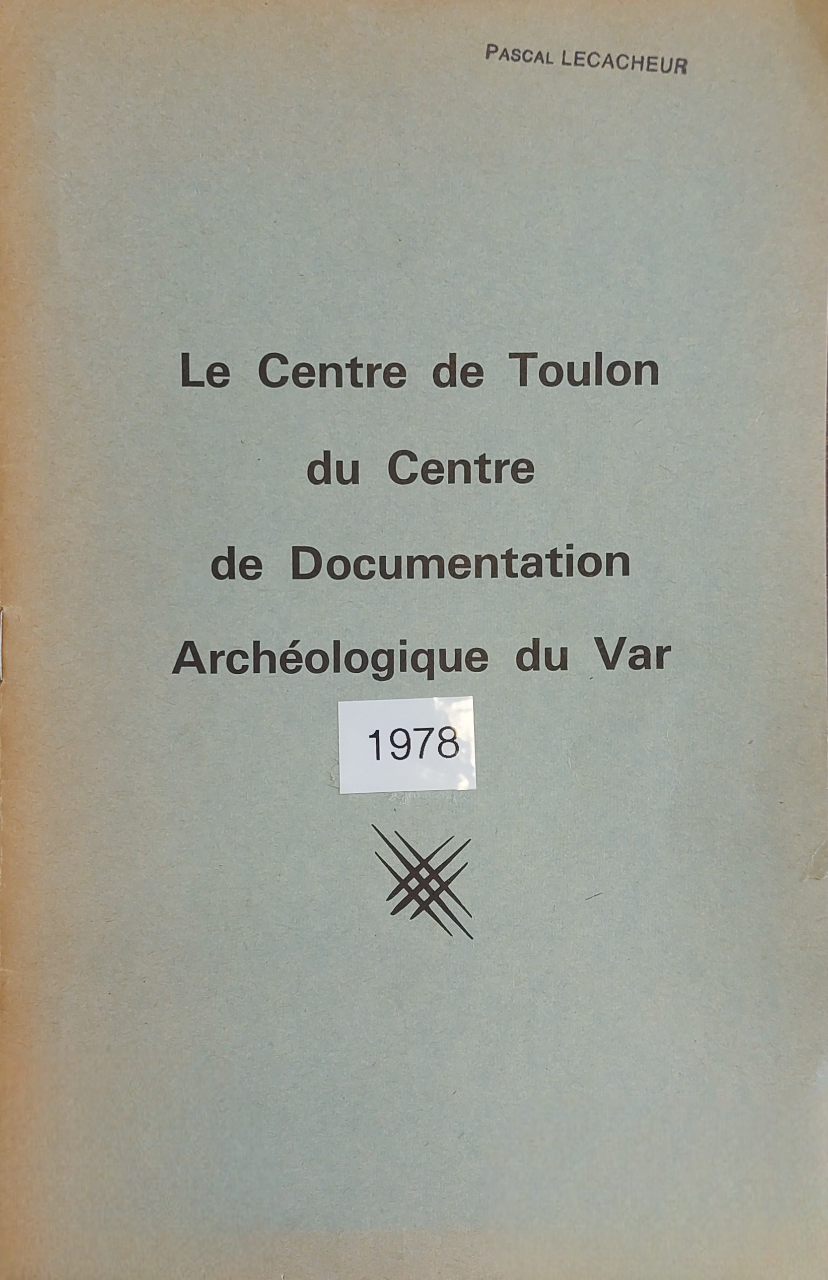 PASCAL LECACHEUR
Le Centre de Toulon
du Centre
de Documentation
Archéologique du Var
1978